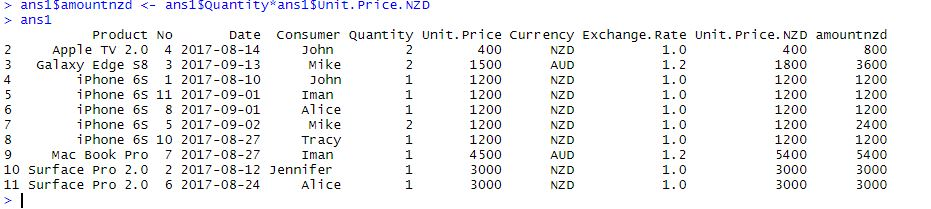 > ans1$amountnzd <- ans1$Quantity*ans1$Unit.Price.NZD
> ans1
Product No Date Consumer Quantity Unit.Price Currency Exchange.Rate Unit.Price.NZD amountnzd
2 Apple TV 2.0 4 2017-08-14 John 2 400 NZD 1.0 400 800
3 Galaxy Edge S8 3 2017-09-13 Mike 2 1500 AUD 1.2 1800 3600
4 iPhone 6S 1 2017-08-10 John 1 1200 NZD 1.0 1200 1200
5 iPhone 6S 11 2017-09-01 Iman 1 1200 NZD 1.0 1200 1200
6 iPhone 6S 8 2017-09-01 Alice 1 1200 NZD 1.0 1200 1200
7 iPhone 6S 5 2017-09-02 Mike 2 1200 NZD 1.0 1200 2400
8 iPhone 6S 10 2017-08-27 Tracy 1 1200 NZD 1.0 1200 1200
9 Mac Book Pro 7 2017-08-27 Iman 1 4500 AUD 1.2 5400 5400
10 Surface Pro 2.0 2 2017-08-12 Jennifer 1 3000 NZD 1.0 3000 3000
11 Surface Pro 2.0 6 2017-08-24 Alice 1 3000 NZD 1.0 3000 3000
>